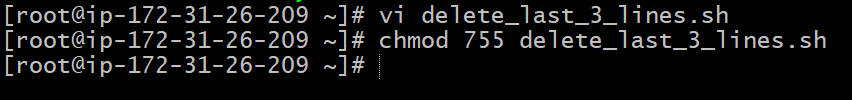 [root@ip-172-31-26-209 ~]# vi delete_last_3_lines.sh
[root@ip-172-31-26-209 ~]# chmod 755 delete_last_3_lines.sh
[root@ip-172-31-26-209 ~]#